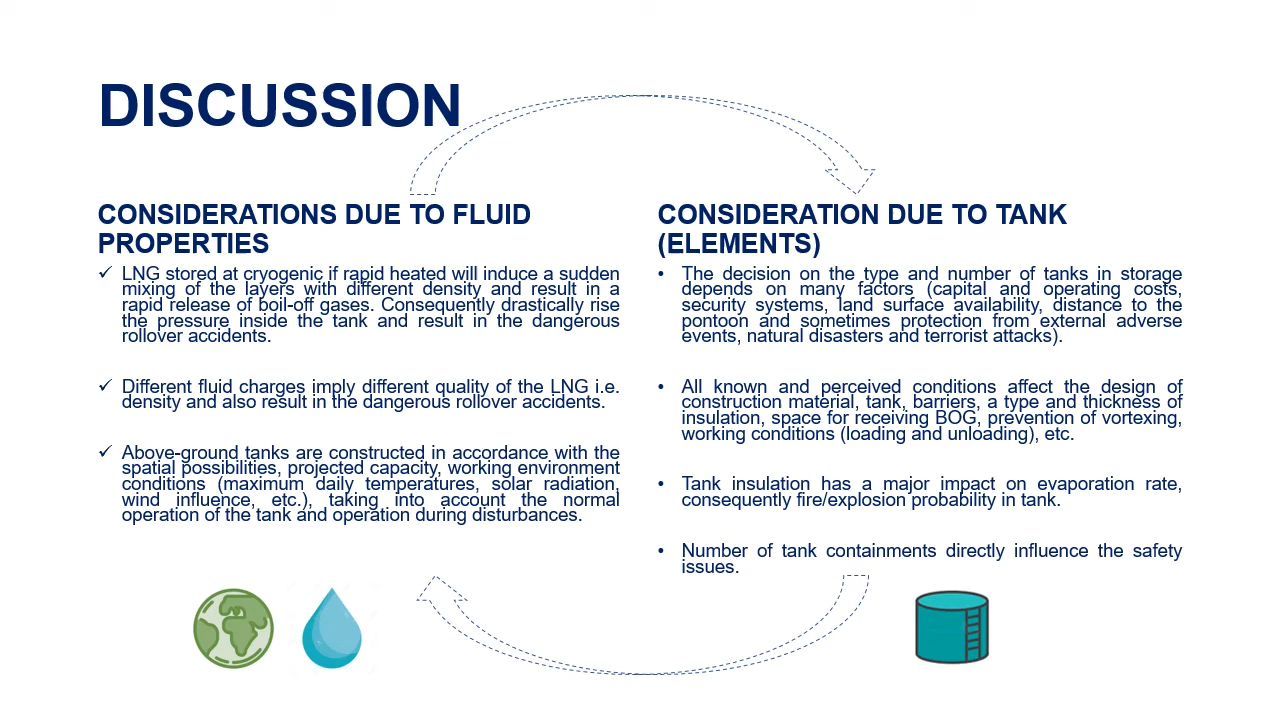 DISCUSSION
CONSIDERATIONS DUE TO FLUID
PROPERTIES
✓ LNG stored at cryogenic if rapid heated will induce a sudden
mixing of the layers with different density and result in a
rapid release of boil-off gases. Consequently drastically rise
the pressure inside the tank and result in the dangerous
rollover accidents.
✓ Different fluid charges imply different quality of the LNG i.e.
density and also result in the dangerous rollover accidents.
✓ Above-ground tanks are constructed in accordance with the
spatial possibilities, projected capacity, working environment
conditions (maximum daily temperatures, solar radiation,
wind influence, etc.), taking into account the normal
operation of the tank and operation during disturbances.
CONSIDERATION DUE TO TANK
(ELEMENTS)
• The decision on the type and number of tanks in storage
depends on many factors (capital and operating costs,
security systems, land surface availability, distance to the
pontoon and sometimes protection from external adverse
events, natural disasters and terrorist attacks).
• All known and perceived conditions affect the design of
construction material, tank, barriers, a type and thickness of
insulation, space for receiving BOG, prevention of vortexing,
working conditions (loading and unloading), etc.
• Tank insulation has a major impact on evaporation rate,
consequently fire/explosion probability in tank.
• Number of tank containments directly influence the safety
issues.